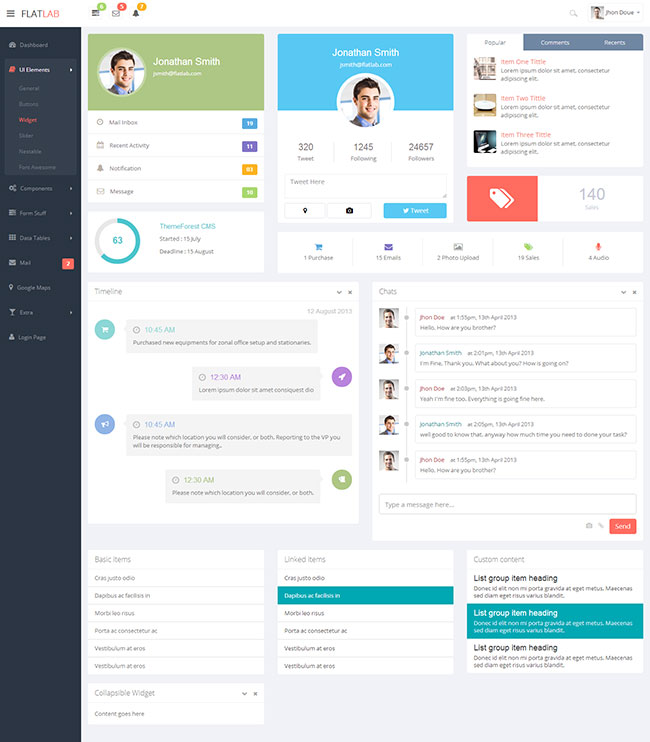 FLATLAB
6
5
7
Jhon Doue
Dashboard
UI Elements
General
Buttons
Widget
Slider
Nestable
Font Awesome
Components
Form Stuff
Data Tables
Mail
2
Google Maps
Extra
Login Page
Jonathan Smith
jsmith@flatlab.com
Mail Inbox
19
Recent Activity
11
Notification
03
Message
10
63
ThemeForest CMS
Started : 15 July
Deadline : 15 August
Jonathan Smith
jsmith@flatlab.com
320
Tweet
1245
Following
24657
Followers
Tweet Here
Tweet
Popular
Comments
Recents
Item One Tittle
Lorem ipsum dolor sit amet, consectetur
adipiscing elit.
Item Two Tittle
Lorem ipsum dolor sit amet, consectetur
adipiscing elit.
Item Three Tittle
Lorem ipsum dolor sit amet, consectetur
adipiscing elit.
140
Sales
1 Purchase
15 Emails
2 Photo Upload
19 Sales
4 Audio
Timeline
12 August 2013
10:45 AM
Purchased new equipments for zonal office setup and stationaries.
12:30 AM
Lorem ipsum dolor sit amet consiquest dio
10:45 AM
Please note which location you will consider, or both. Reporting to the VP you
will be responsible for managing..
12:30 AM
Please note which location you will consider, or both.
Chats
Jhon Doe at 1:55pm, 13th April 2013
Hello, How are you brother?
Jonathan Smith at 2:01pm, 13th April 2013
I'm Fine, Thank you. What about you? How is going on?
Jhon Doe at 2:03pm, 13th April 2013
Yeah I'm fine too. Everything is going fine here.
Jonathan Smith at 2:05pm, 13th April 2013
well good to know that. anyway how much time you need to done your task?
Jhon Doe at 1:55pm, 13th April 2013
Hello, How are you brother?
Type a message here...
Send
Basic items
Cras justo odio
Dapibus ac facilisis in
Morbi leo risus
Porta ac consectetur ac
Vestibulum at eros
Vestibulum at eros
Linked items
Cras justo odio
Dapibus ac facilisis in
Morbi leo risus
Porta ac consectetur ac
Vestibulum at eros
Vestibulum at eros
Custom content
List group item heading
Donec id elit non mi porta gravida at eget metus. Maecenas
sed diam eget risus varius blandit.
List group item heading
Donec id elit non mi porta gravida at eget metus. Maecenas
sed diam eget risus varius blandit.
List group item heading
Donec id elit non mi porta gravida at eget metus. Maecenas
sed diam eget risus varius blandit.
Collapsible Widget
Content goes here